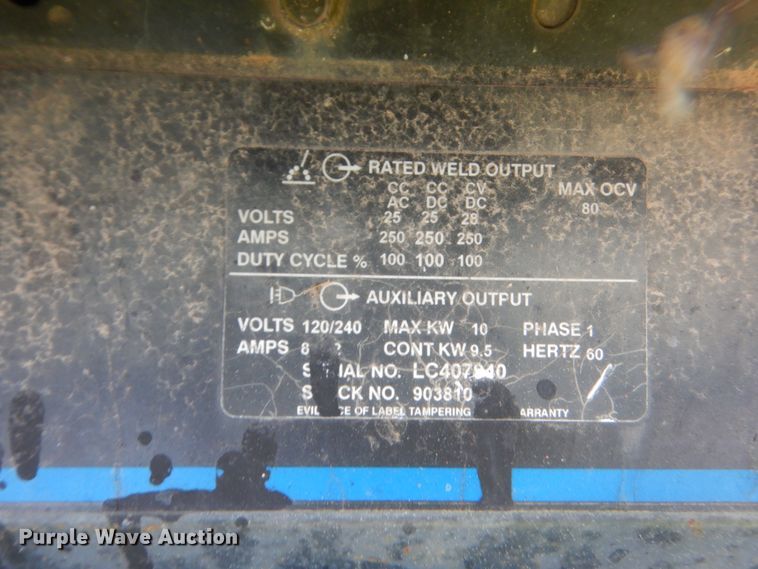 RATED WELD OUTPUT
CC CC CV MAX OCV
AC DC DC 80
VOLTS 25 25 28
AMPS 250 250 250
DUTY CYCLE % 100 100 100
AUXILIARY OUTPUT
VOLTS 120/240 MAX KW 10 PHASE 1
AMPS CONT KW 9.5 HERTZ 60
NO.
NO. 903810
OF LABEL TAMPERING
Purple Wave Auction